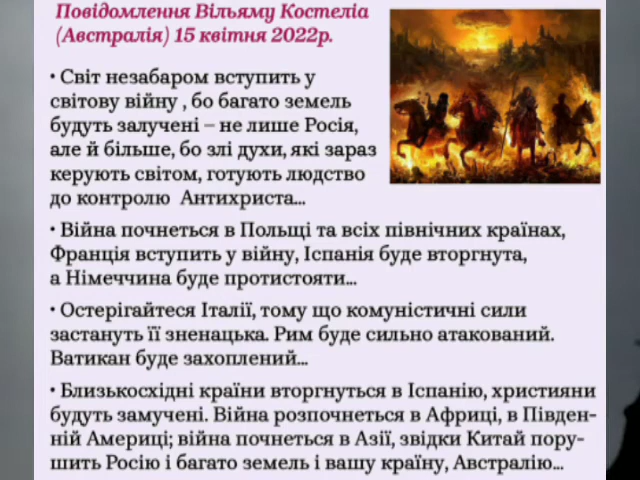 Повідомлення Вільяму Костеліа
(Австралія) 15 квітня 2022р.
• Світ незабаром вступить у
світову війну , бо багато земель
будуть залучені – не лише Росія,
але й більше, бо злі духи, які зараз
керують світом, готують людство
до контролю Антихриста...
• Війна почнеться в Польщі та всіх північних країнах,
Франція вступить у війну, Іспанія буде вторгнута,
а Німеччина буде протистояти...
• Остерігайтеся Італії, тому що комуністичні сили
застануть її зненацька. Рим буде сильно атакований.
Ватикан буде захоплений...
• Близькосхідні країни вторгнуться в Іспанію, християни
будуть замучені. Війна розпочнеться в Африці, в Півден-
ній Америці; війна почнеться в Азії, звідки Китай пору-
шить Росію і багато земель і вашу країну, Австралію...